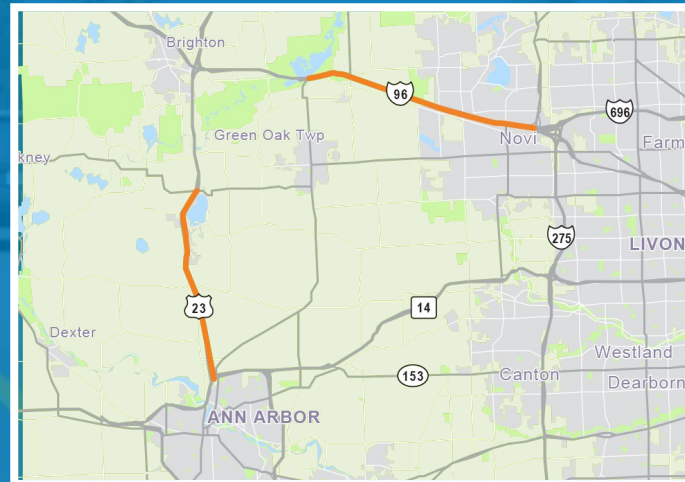 Brighton
96
696
Green Oak Twp
Novi
Farm
kney
275
LIVON
23
14
Dexter
Westland
153
Canton
Dearborn
ANN ARBOR